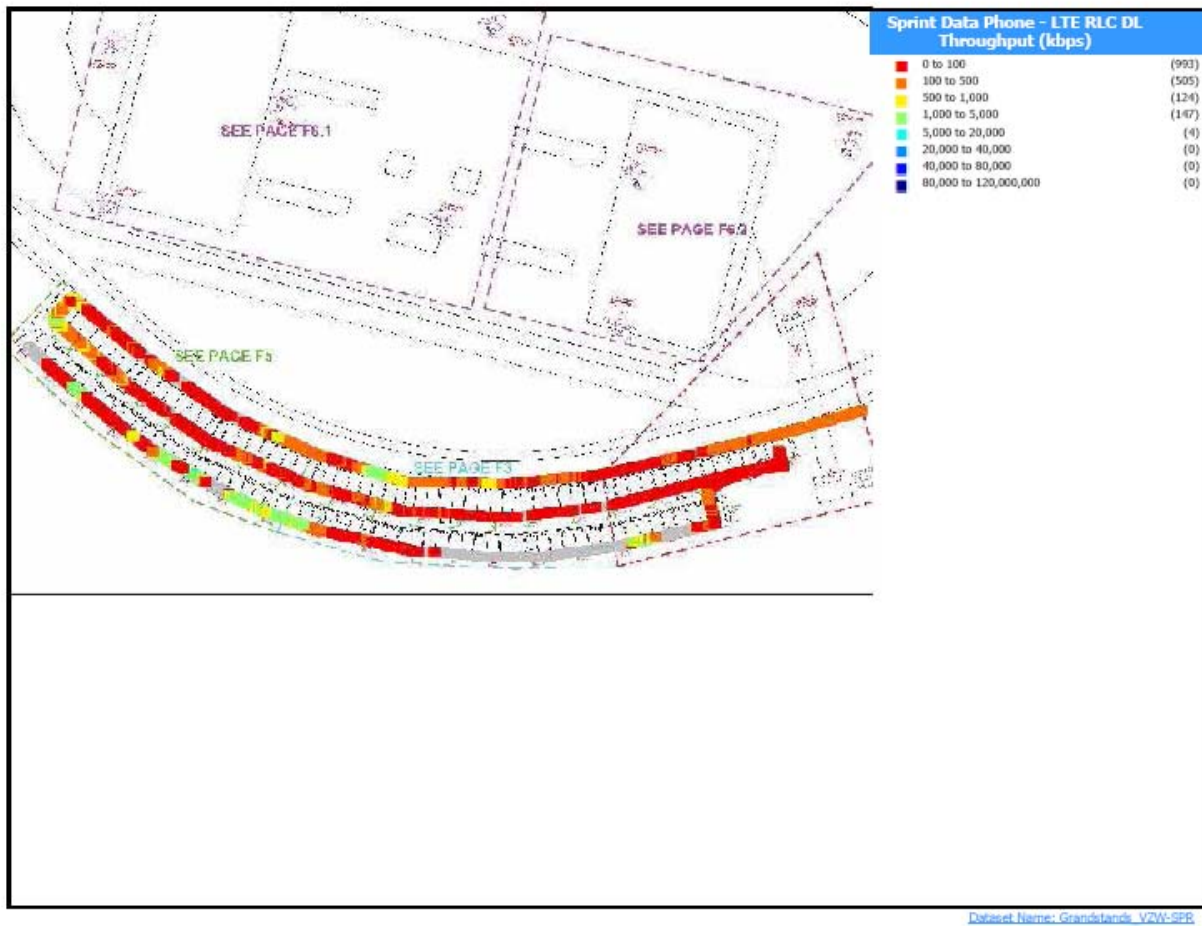 Sprint Data Phone - LTE RLC DL
Throughput (kbps)
0 to 100 (993)
100 to 500 (505)
500 to 1,000 (124)
1,000 to 5,000 (147)
5,000 to 20,000 (4)
20,000 to 40,000 (0)
40,000 to 80,000 (0)
80,000 to 120,000,000 (0)
SEE PAGE F6.1
SEE PAGE F6.2
SEE PAGE F5
SEE PAGE F3
Dataset Name: Grandstands_VZW-SPR